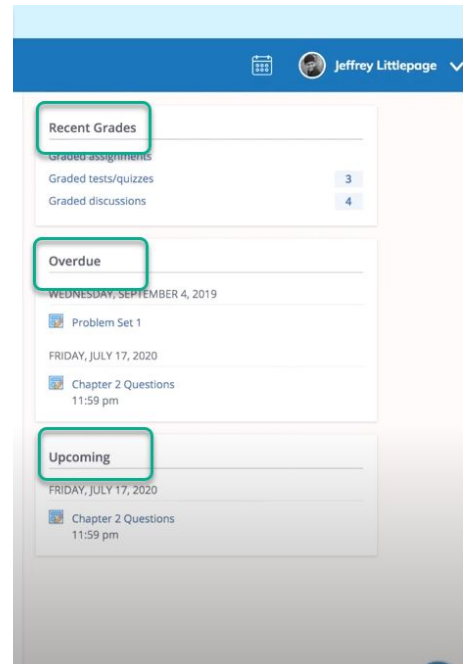 Jeffrey Littlepage
Recent Grades
Graded assignments
Graded tests/quizzes 3
Graded discussions 4
Overdue
WEDNESDAY, SEPTEMBER 4, 2019
Problem Set 1
FRIDAY, JULY 17, 2020
Chapter 2 Questions
11:59 pm
Upcoming
FRIDAY, JULY 17, 2020
Chapter 2 Questions
11:59 pm